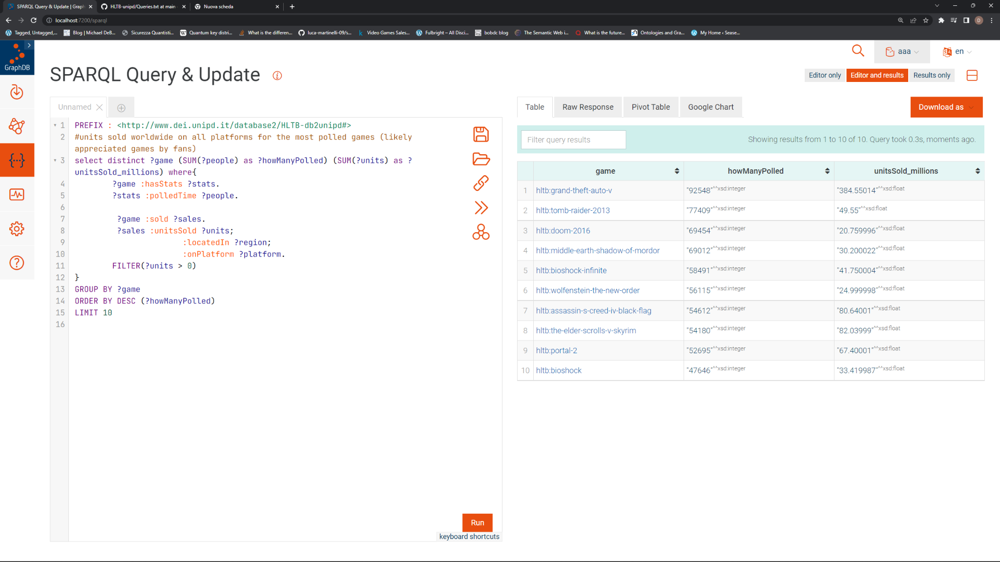 SPARQL Query & Update | Graph
HLTB-unipd/Queries.txt at main
Nuova scheda
localhost:7200/sparql
D
Tagged, Untagged,...
Blog | Michael DeB...
Sicurezza Quantisti...
Quantum key distri...
What is the differen...
luca-martinelli-09/s...
Video Games Sales...
Fulbright – All Disci...
bobdc blog
The Semantic Web i...
What is the future...
Ontologies and Gra...
My Home ‹ Sease...
GraphDB
aaa
en
SPARQL Query & Update
Editor only
Editor and results
Results only
Unnamed
1 PREFIX : <http://www.dei.unipd.it/database2/HLTB-db2unipd#>
2 #units sold worldwide on all platforms for the most polled games (likely
appreciated games by fans)
3 select distinct ?game (SUM(?people) as ?howManyPolled) (SUM(?units) as ?
unitsSold_millions) where{
4 ?game :hasStats ?stats.
5 ?stats :polledTime ?people.
6
7 ?game :sold ?sales.
8 ?sales :unitsSold ?units;
9 :locatedIn ?region;
10 :onPlatform ?platform.
11 FILTER(?units > 0)
12 }
13 GROUP BY ?game
14 ORDER BY DESC (?howManyPolled)
15 LIMIT 10
16
Run
keyboard shortcuts
Table
Raw Response
Pivot Table
Google Chart
Download as
Filter query results
Showing results from 1 to 10 of 10. Query took 0.3s, moments ago.
game howManyPolled unitsSold_millions
1 hltb:grand-theft-auto-v "92548"^^xsd:integer "384.55014"^^xsd:float
2 hltb:tomb-raider-2013 "77409"^^xsd:integer "49.55"^^xsd:float
3 hltb:doom-2016 "69454"^^xsd:integer "20.759996"^^xsd:float
4 hltb:middle-earth-shadow-of-mordor "69012"^^xsd:integer "30.200022"^^xsd:float
5 hltb:bioshock-infinite "58491"^^xsd:integer "41.750004"^^xsd:float
6 hltb:wolfenstein-the-new-order "56115"^^xsd:integer "24.999998"^^xsd:float
7 hltb:assassin-s-creed-iv-black-flag "54612"^^xsd:integer "80.64001"^^xsd:float
8 hltb:the-elder-scrolls-v-skyrim "54180"^^xsd:integer "82.03999"^^xsd:float
9 hltb:portal-2 "52695"^^xsd:integer "67.40001"^^xsd:float
10 hltb:bioshock "47646"^^xsd:integer "33.419987"^^xsd:float